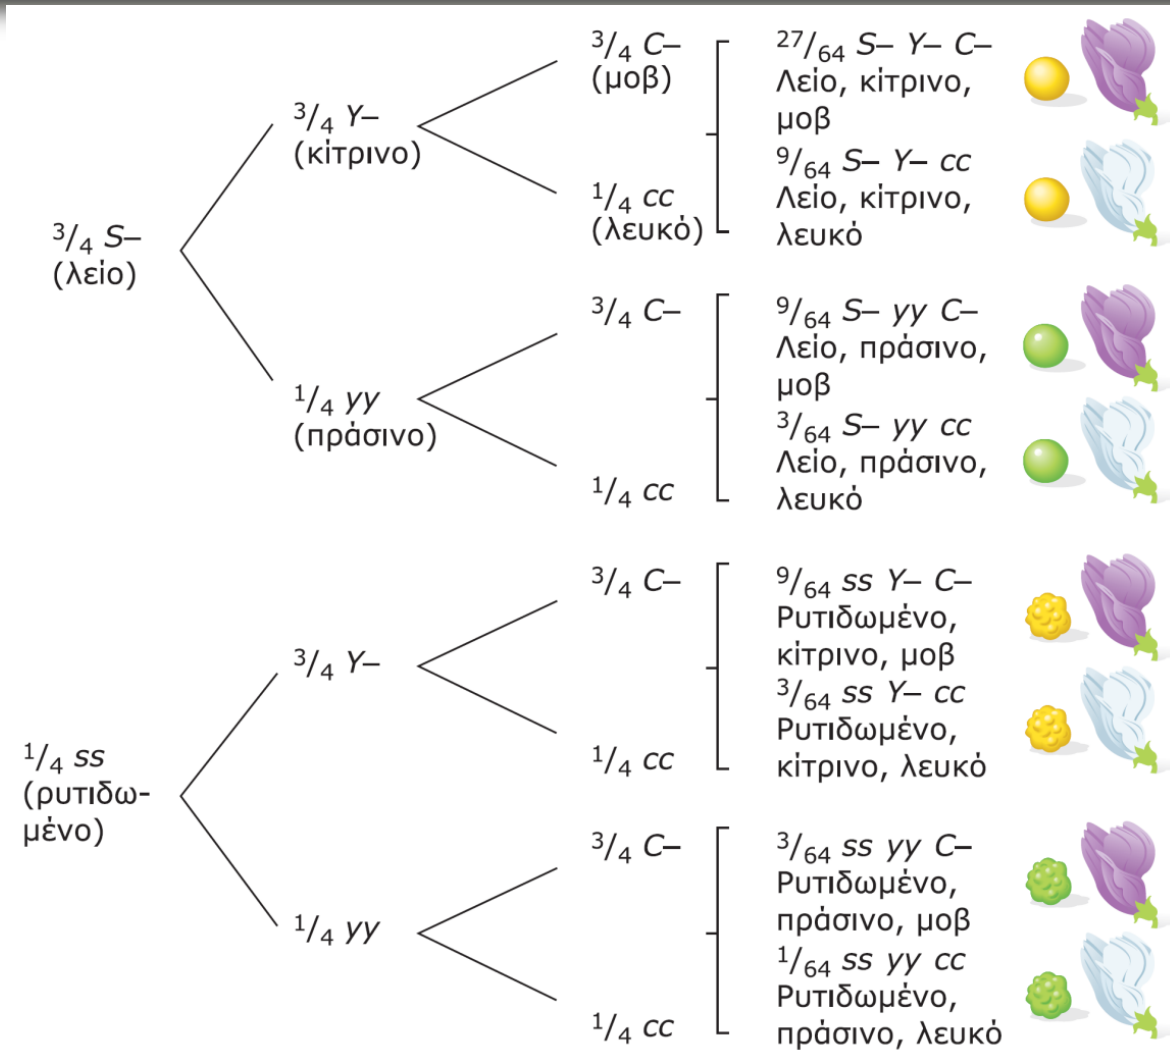 3/4 S–
(λείο)
3/4 Y–
(κίτρινο)
3/4 C–
(μοβ)
27/64 S– Y– C–
Λείο, κίτρινο,
μοβ
1/4 cc
(λευκό)
9/64 S– Y– cc
Λείο, κίτρινο,
λευκό
1/4 yy
(πράσινο)
3/4 C–
9/64 S– yy C–
Λείο, πράσινο,
μοβ
1/4 cc
3/64 S– yy cc
Λείο, πράσινο,
λευκό
1/4 ss
(ρυτιδω-
μένο)
3/4 Y–
3/4 C–
9/64 ss Y– C–
Ρυτιδωμένο,
κίτρινο, μοβ
1/4 cc
3/64 ss Y– cc
Ρυτιδωμένο,
κίτρινο, λευκό
1/4 yy
3/4 C–
3/64 ss yy C–
Ρυτιδωμένο,
πράσινο, μοβ
1/4 cc
1/64 ss yy cc
Ρυτιδωμένο,
πράσινο, λευκό